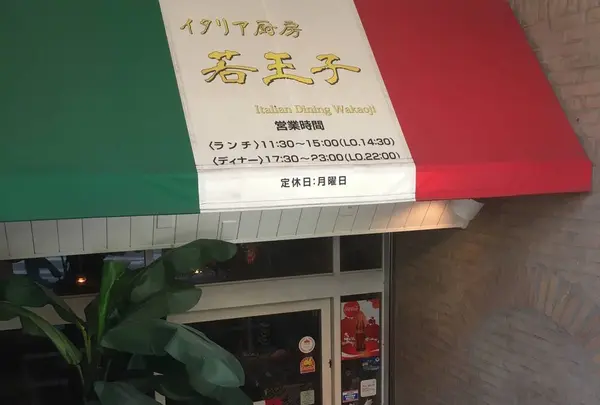 イタリア厨房
若王子
Italian Dining Wakaoji
営業時間
〈ランチ〉11:30〜15:00(LO.14:30)
〈ディナー〉17:30〜23:00(LO.22:00)
定休日:月曜日